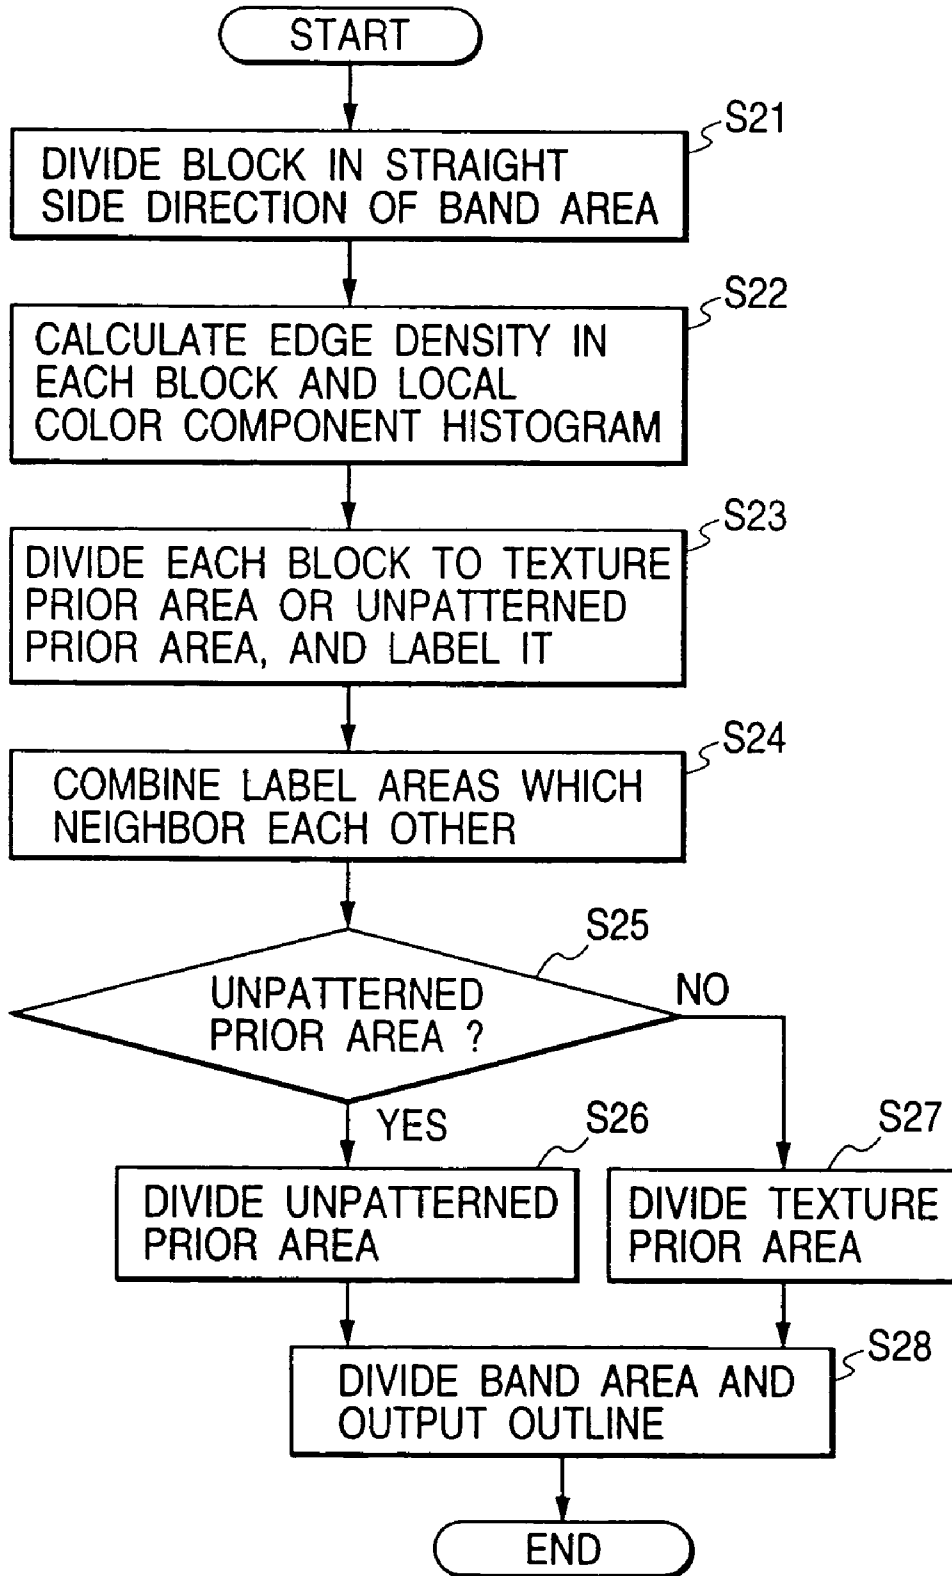 START
S21
DIVIDE BLOCK IN STRAIGHT
SIDE DIRECTION OF BAND AREA
S22
CALCULATE EDGE DENSITY IN
EACH BLOCK AND LOCAL
COLOR COMPONENT HISTOGRAM
S23
DIVIDE EACH BLOCK TO TEXTURE
PRIOR AREA OR UNPATTERNED
PRIOR AREA, AND LABEL IT
S24
COMBINE LABEL AREAS WHICH
NEIGHBOR EACH OTHER
S25
UNPATTERNED
PRIOR AREA ?
NO
YES
S26
DIVIDE UNPATTERNED
PRIOR AREA
S27
DIVIDE TEXTURE
PRIOR AREA
S28
DIVIDE BAND AREA AND
OUTPUT OUTLINE
END